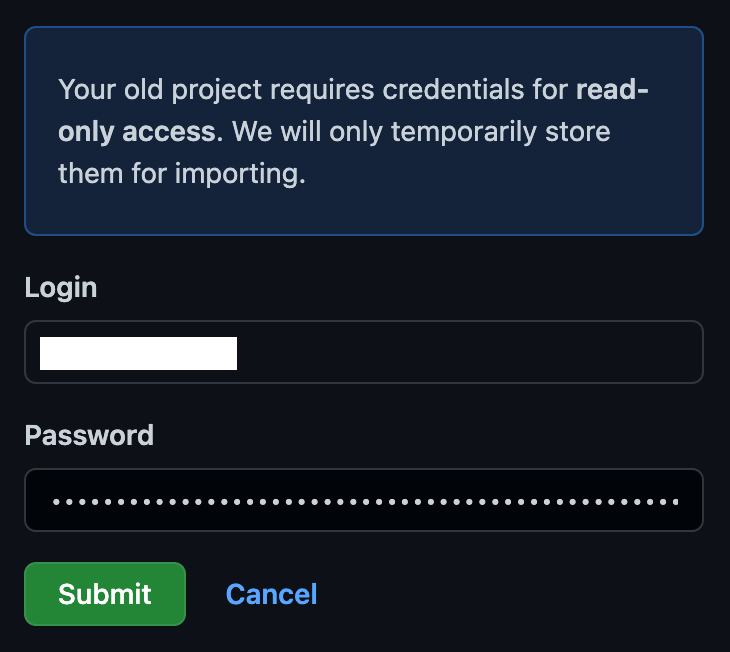 Your old project requires credentials for read-
only access. We will only temporarily store
them for importing.
Login
Password
Submit Cancel